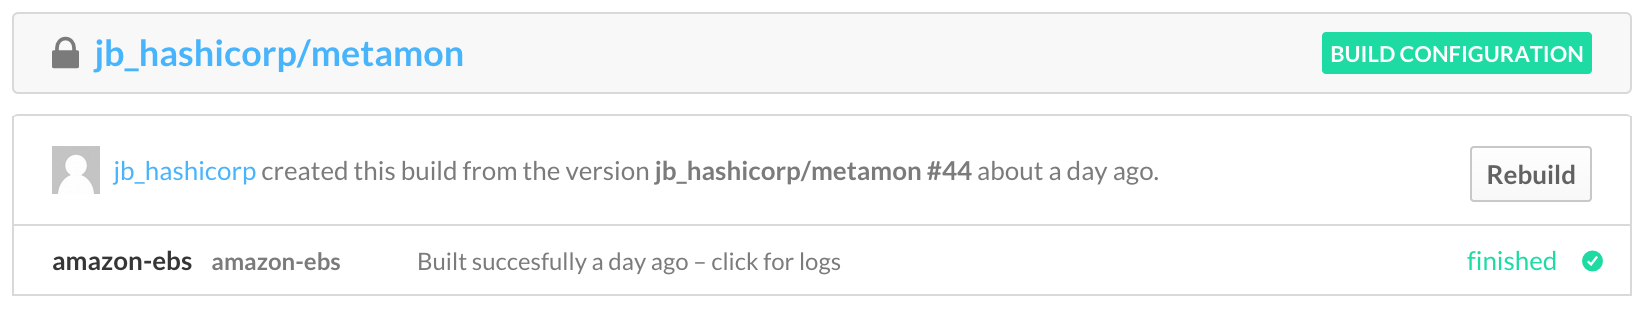 jb_hashicorp/metamon
BUILD CONFIGURATION
jb_hashicorp created this build from the version jb_hashicorp/metamon #44 about a day ago.
Rebuild
amazon-ebs amazon-ebs Built succesfully a day ago – click for logs finished